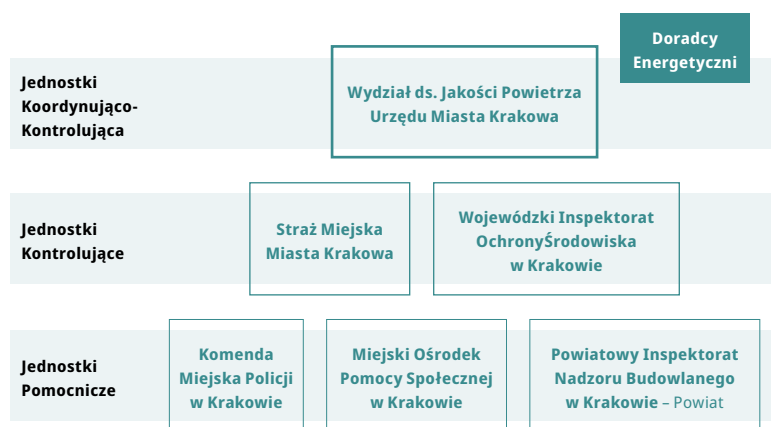 Doradcy
Energetyczni
Jednostki
Koordynująco-
Kontrolująca
Wydział ds. Jakości Powietrza
Urzędu Miasta Krakowa
Jednostki
Kontrolujące
Straż Miejska
Miasta Krakowa
Wojewódzki Inspektorat
OchronyŚrodowiska
w Krakowie
Jednostki
Pomocnicze
Komenda
Miejska Policji
w Krakowie
Miejski Ośrodek
Pomocy Społecznej
w Krakowie
Powiatowy Inspektorat
Nadzoru Budowlanego
w Krakowie – Powiat